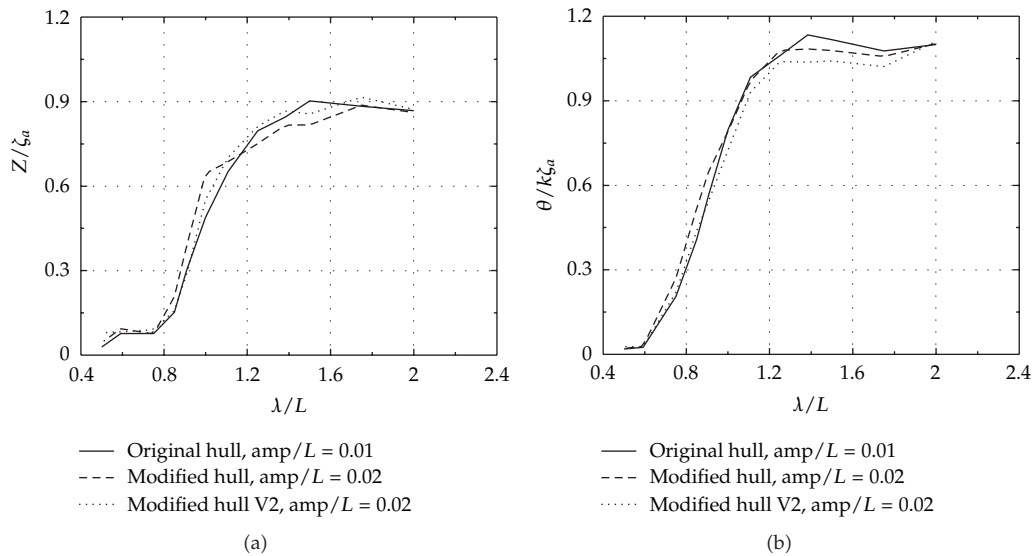 1.2
0.9
0.6
0.3
0
Z/ζa
0.4 0.8 1.2 1.6 2 2.4
λ/L
Original hull, amp/L = 0.01
Modified hull, amp/L = 0.02
Modified hull V2, amp/L = 0.02
(a)
1.2
0.9
0.6
0.3
0
θ/kζa
0.4 0.8 1.2 1.6 2 2.4
λ/L
Original hull, amp/L = 0.01
Modified hull, amp/L = 0.02
Modified hull V2, amp/L = 0.02
(b)